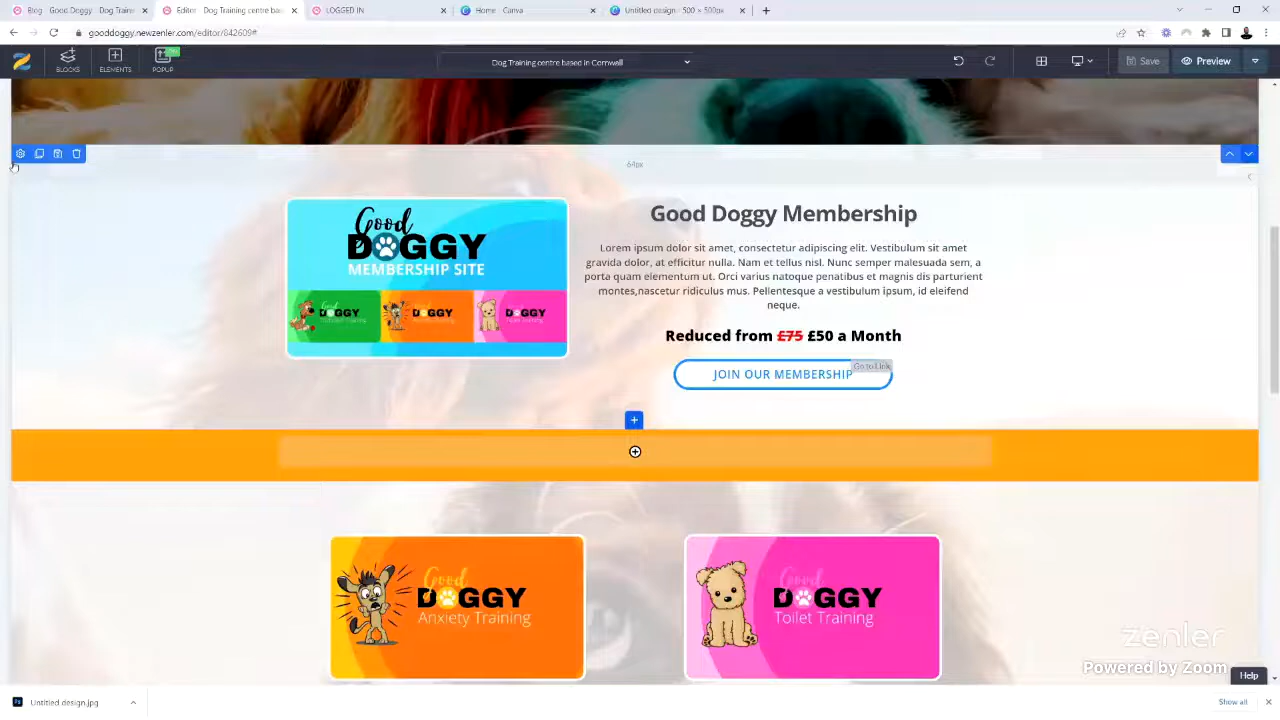 Blog - Good Doggy - Dog Traine
Editor - Dog Training centre bas
LOGGED IN
Home - Canva
Untitled design - 500 × 500px
gooddoggy.newzenler.com/editor/842609#
BLOCKS
ELEMENTS
POPUP
Dog Training centre based in Cornwall
Save
Preview
64px
Good
DOGGY
MEMBERSHIP SITE
DOGGY
DOGGY
DOGGY
Good Doggy Membership
Lorem ipsum dolor sit amet, consectetur adipiscing elit. Vestibulum sit amet
gravida dolor, at efficitur nulla. Nam et tellus nisl. Nunc semper malesuada sem, a
porta quam elementum ut. Orci varius natoque penatibus et magnis dis parturient
montes,nascetur ridiculus mus. Pellentesque a vestibulum ipsum, id eleifend
neque.
Reduced from £75 £50 a Month
JOIN OUR MEMBERSHIP
Go to Link
Good
DOGGY
Anxiety Training
Good
DOGGY
Toilet Training
zenler
Powered by Zoom
Help
Untitled design.jpg
Show all